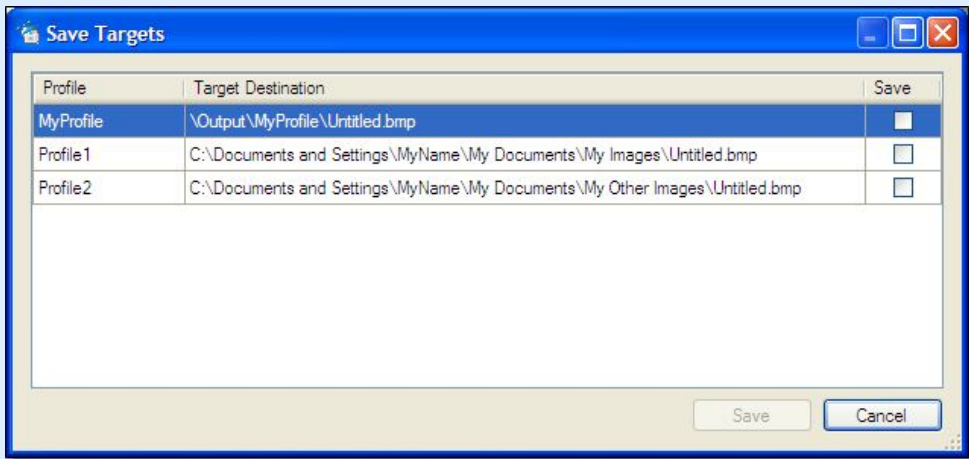 Save Targets
Profile Target Destination Save
MyProfile \Output\MyProfile\Untitled.bmp
Profile1 C:\Documents and Settings\MyName\My Documents\My Images\Untitled.bmp
Profile2 C:\Documents and Settings\MyName\My Documents\My Other Images\Untitled.bmp
Save Cancel